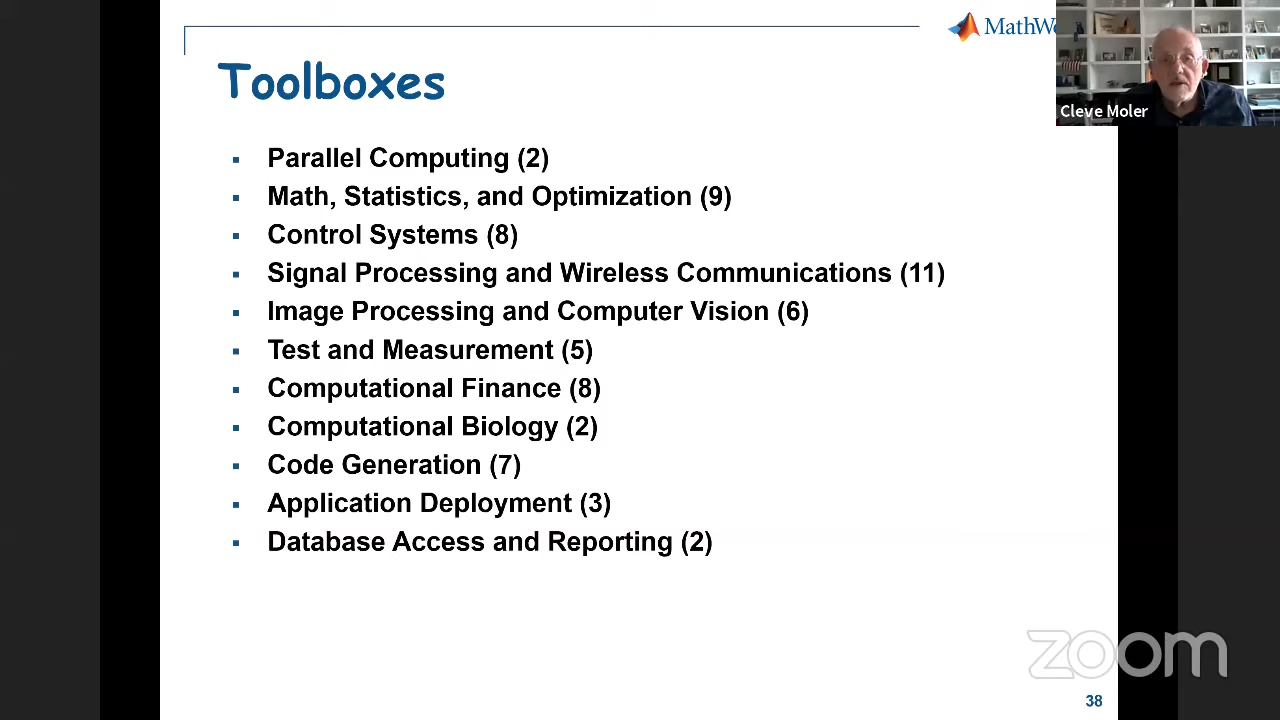 MathWo
Cleve Moler
Toolboxes
Parallel Computing (2)
Math, Statistics, and Optimization (9)
Control Systems (8)
Signal Processing and Wireless Communications (11)
Image Processing and Computer Vision (6)
Test and Measurement (5)
Computational Finance (8)
Computational Biology (2)
Code Generation (7)
Application Deployment (3)
Database Access and Reporting (2)
zoom
38